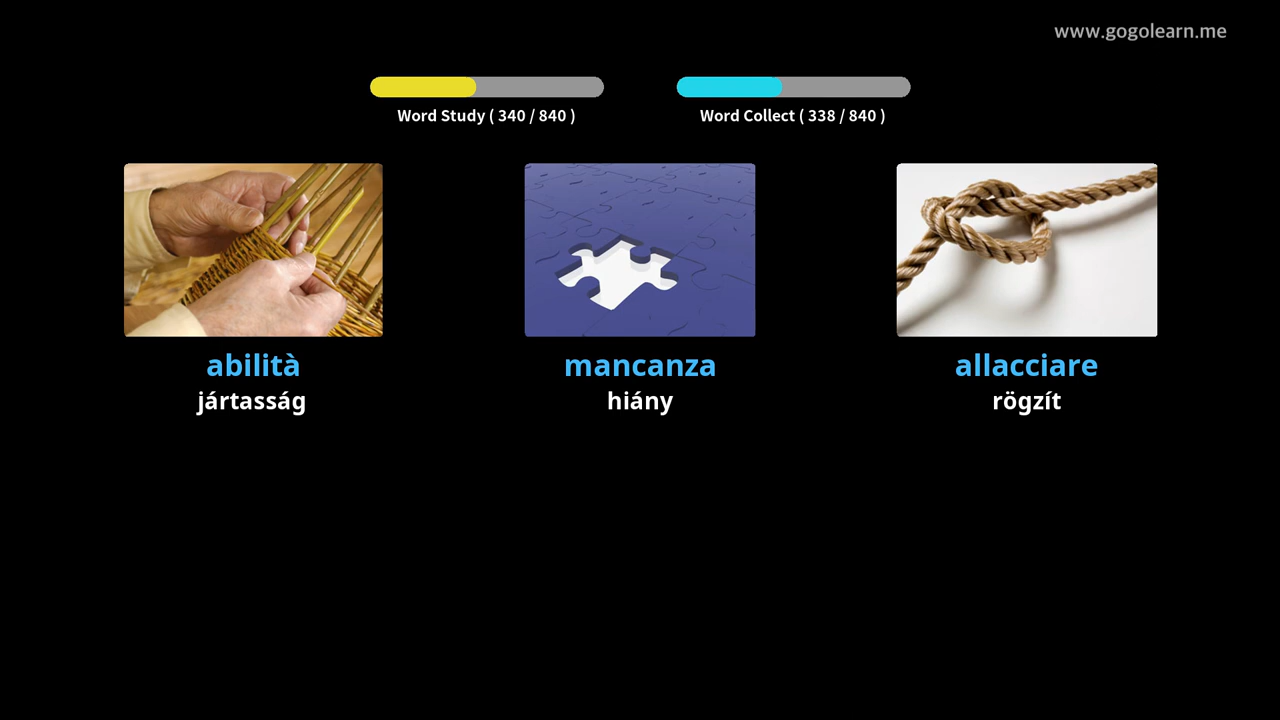 www.gogolearn.me
Word Study ( 340 / 840 )
Word Collect ( 338 / 840 )
abilità
jártasság
mancanza
hiány
allacciare
rögzít